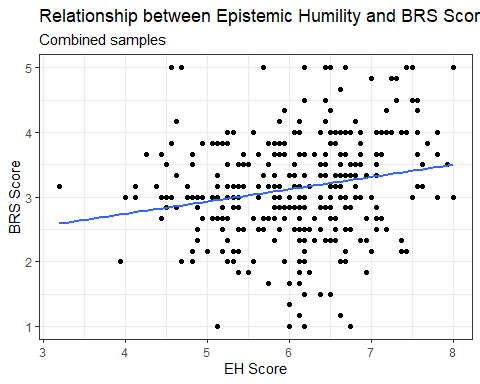 Relationship between Epistemic Humility and BRS Scor
Combined samples
5
4
3
2
1
BRS Score
3 4 5 6 7 8
EH Score